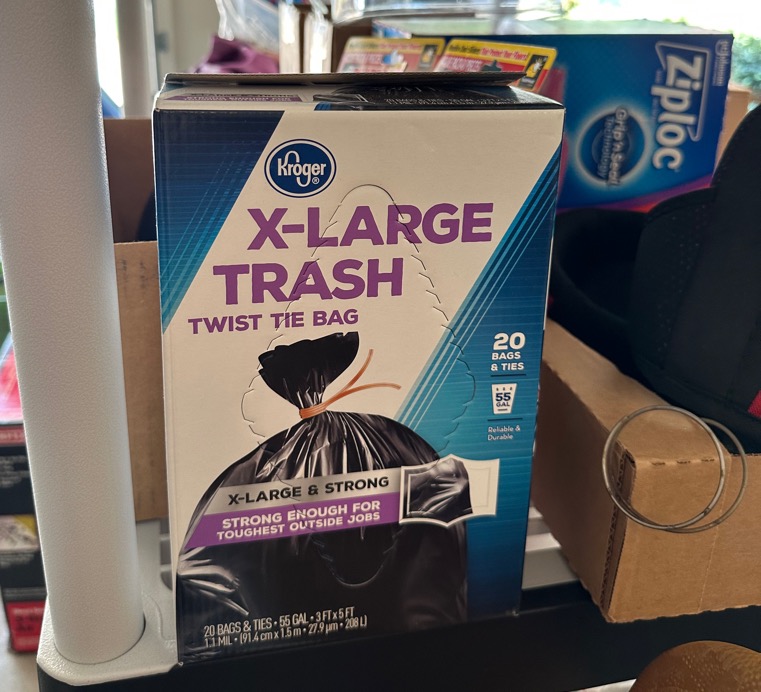 Kroger
X-LARGE
TRASH
TWIST TIE BAG
20
BAGS
& TIES
55
GAL
Reliable &
Durable
X-LARGE & STRONG
STRONG ENOUGH FOR
TOUGHEST OUTSIDE JOBS
20 BAGS & TIES • 55 GAL • 3 FT x 5 FT
1.1 MIL • (91.4 cm x 1.5 m • 27.9 µm • 208 L)
Ziploc
Grip'n Seal